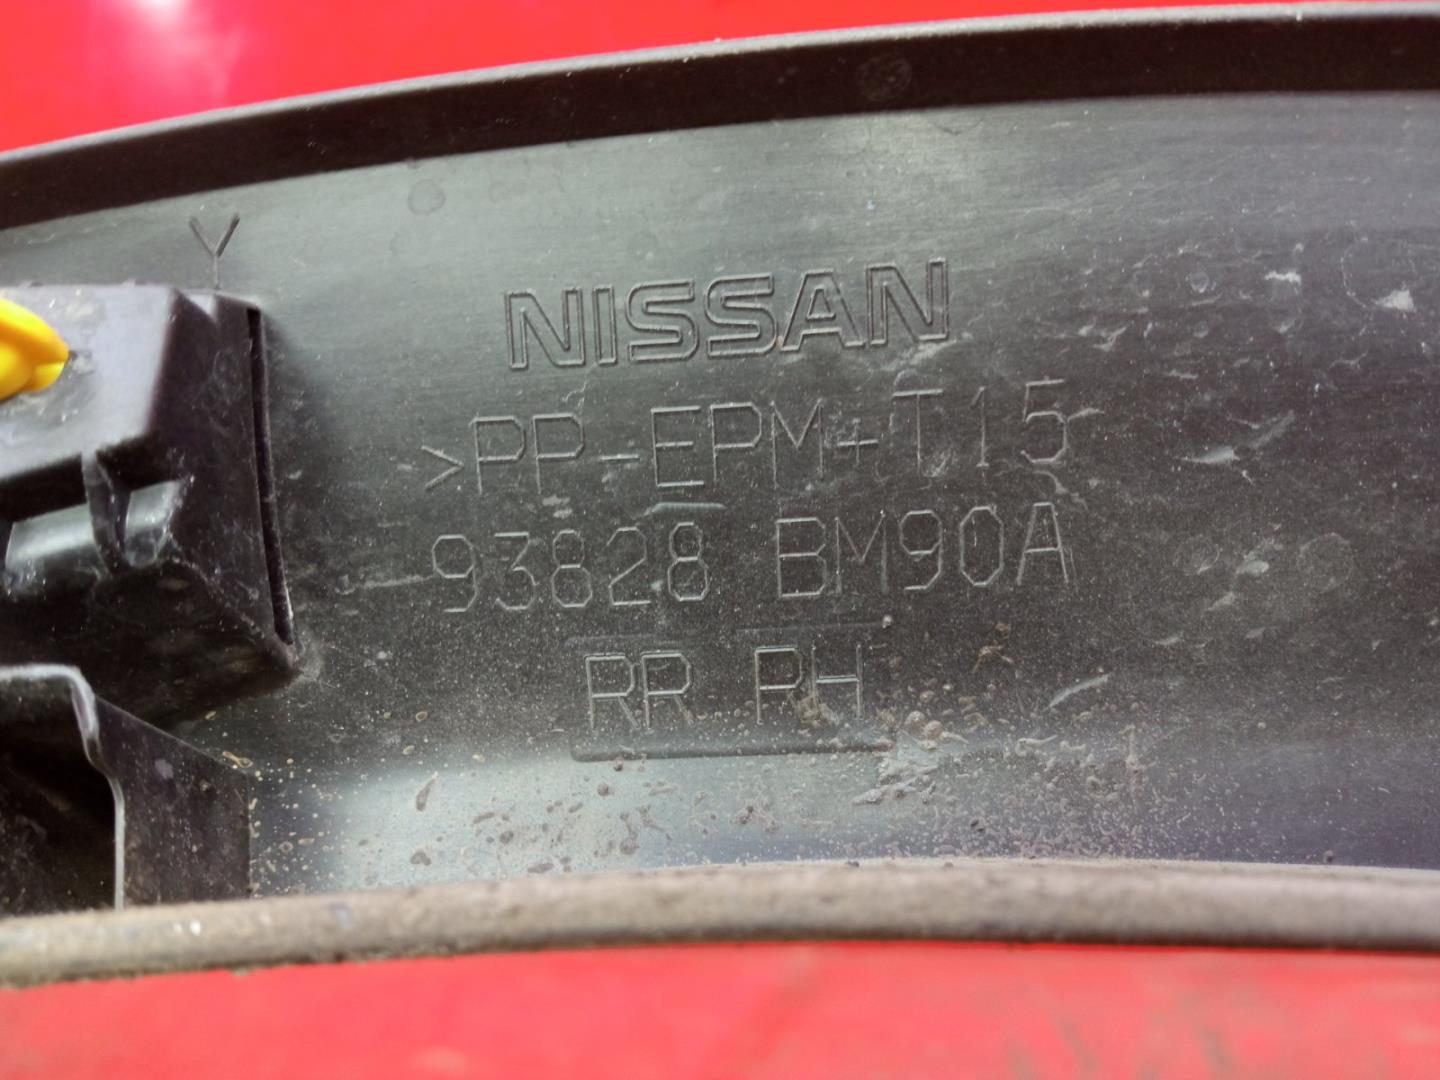 NISSAN
>PP-EPM+T15
93828 BM90A
RR RH